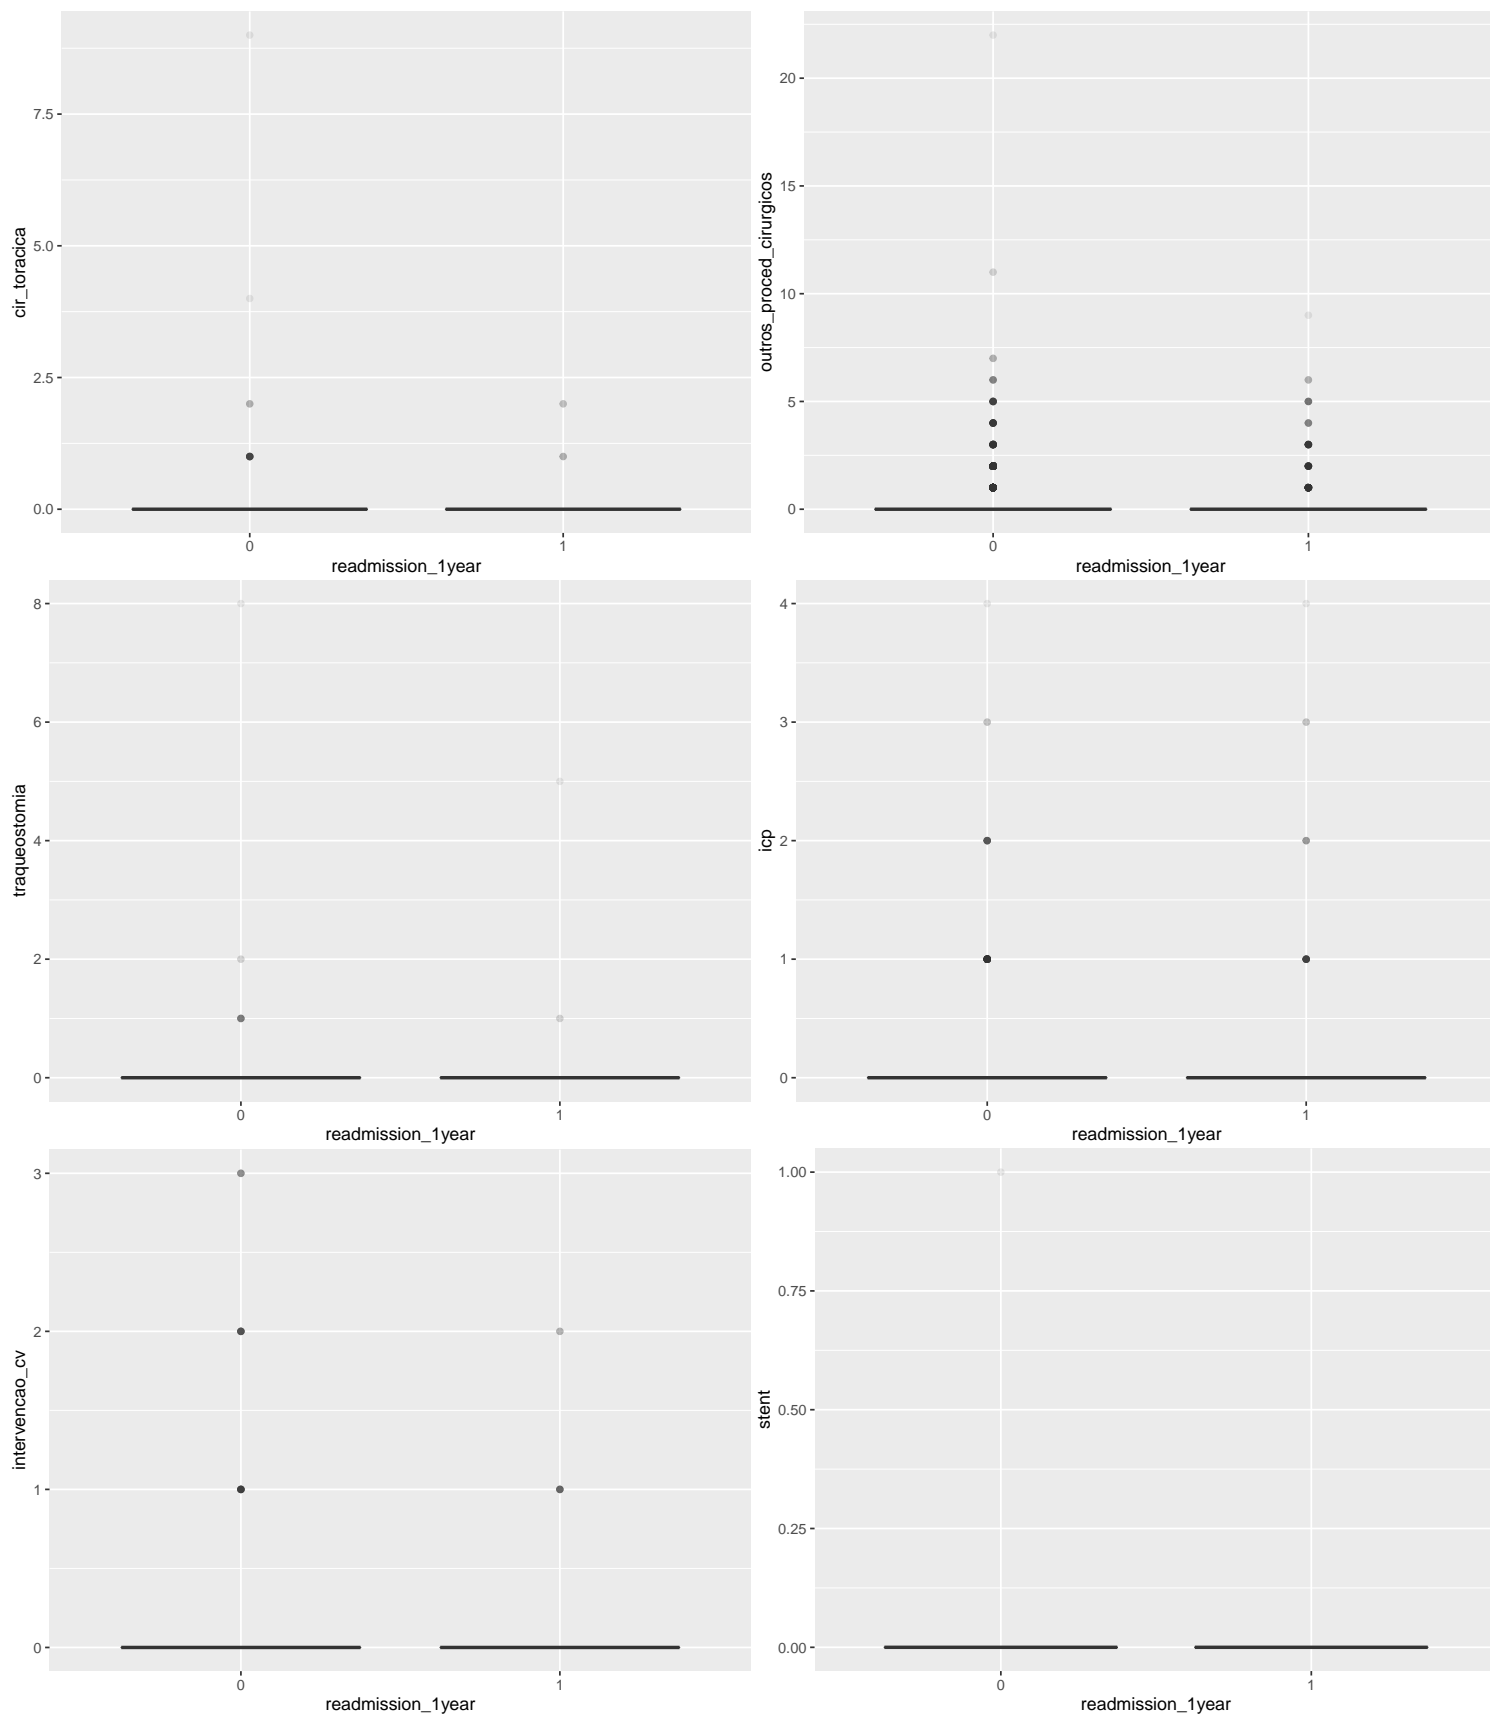 cir_toracica
7.5
5.0
2.5
0.0
0 1
readmission_1year
outros_proced_cirurgicos
20
15
10
5
0
0 1
readmission_1year
traqueostomia
8
6
4
2
0
0 1
readmission_1year
icp
4
3
2
1
0
0 1
readmission_1year
intervencao_cv
3
2
1
0
0 1
readmission_1year
stent
1.00
0.75
0.50
0.25
0.00
0 1
readmission_1year